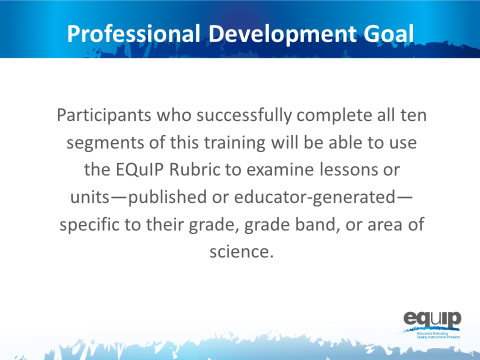 Professional Development Goal
Participants who successfully complete all ten
segments of this training will be able to use
the EQuIP Rubric to examine lessons or
units—published or educator-generated—
specific to their grade, grade band, or area of
science.
equip
Educators Evaluating
Quality Instructional Products